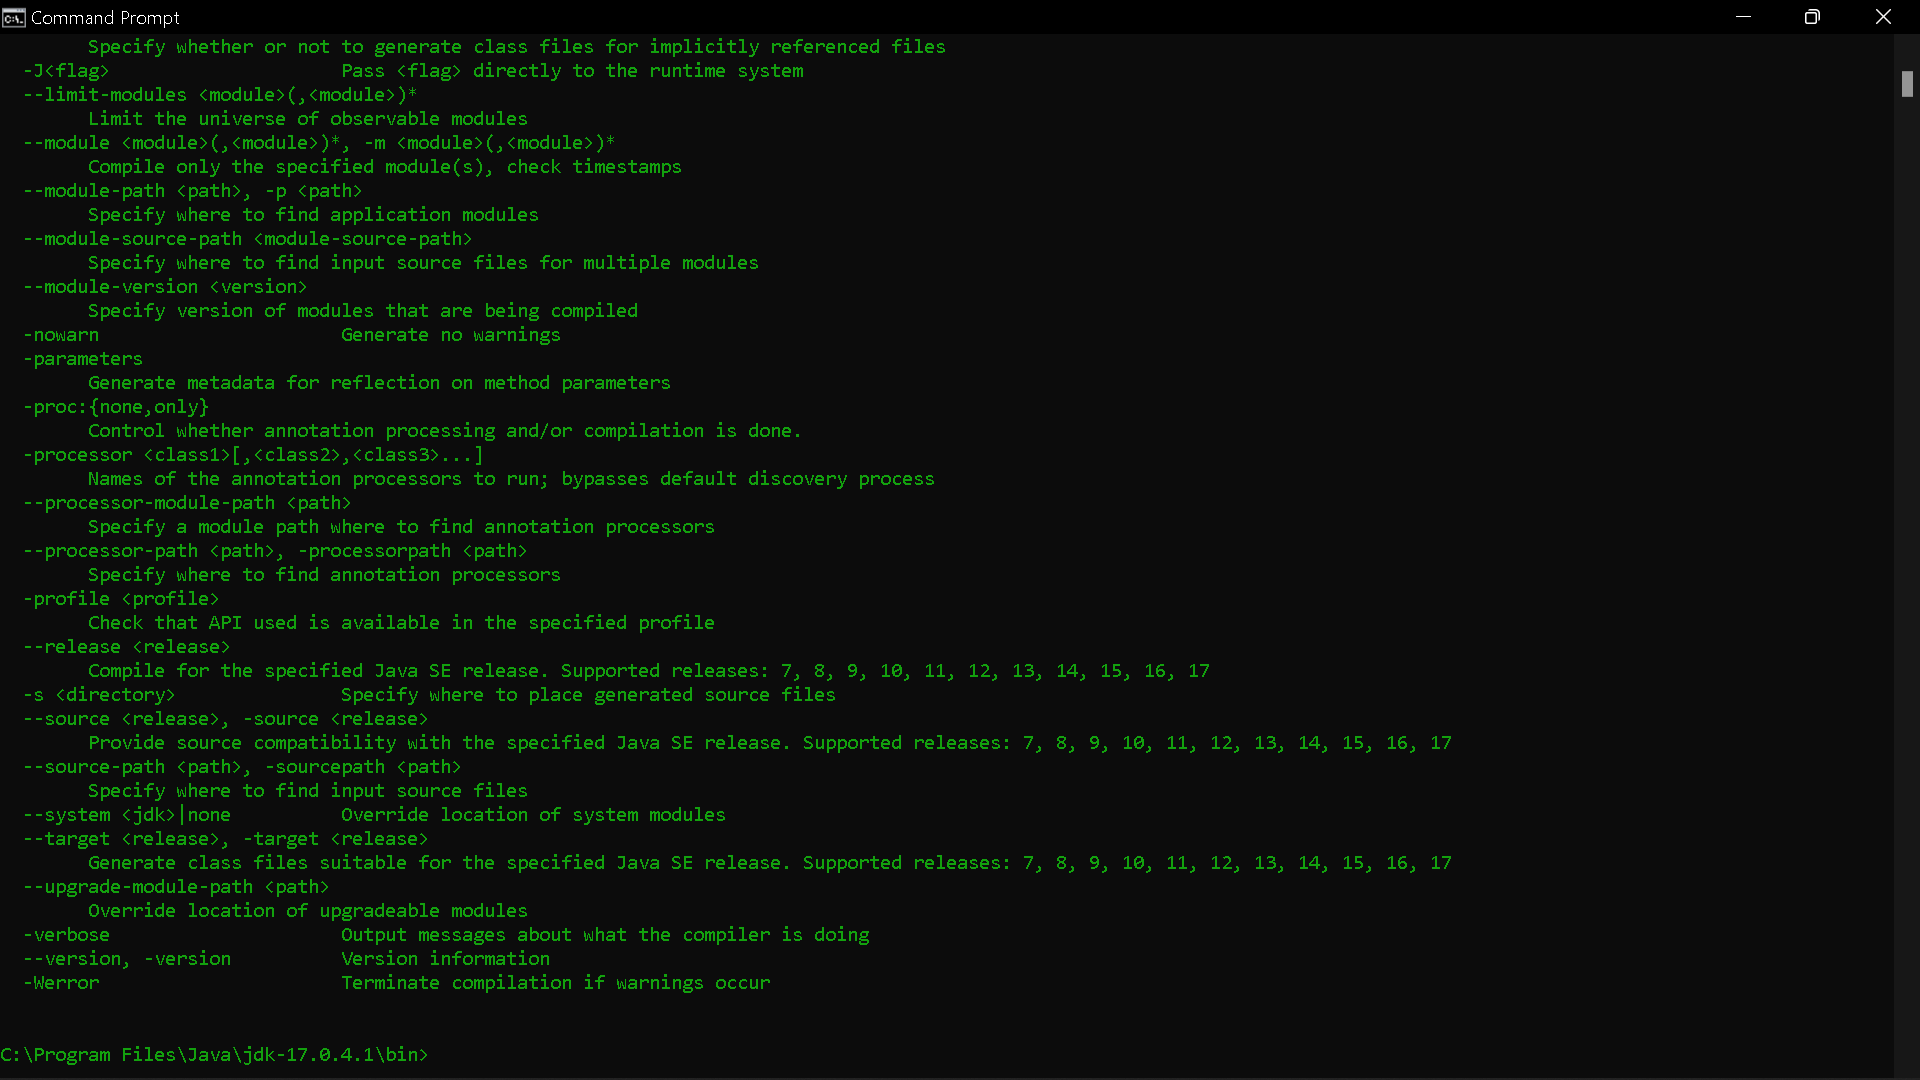 Command Prompt
Specify whether or not to generate class files for implicitly referenced files
-J<flag> Pass <flag> directly to the runtime system
--limit-modules <module>(,<module>)*
Limit the universe of observable modules
--module <module>(,<module>)*, -m <module>(,<module>)*
Compile only the specified module(s), check timestamps
--module-path <path>, -p <path>
Specify where to find application modules
--module-source-path <module-source-path>
Specify where to find input source files for multiple modules
--module-version <version>
Specify version of modules that are being compiled
-nowarn Generate no warnings
-parameters
Generate metadata for reflection on method parameters
-proc:{none,only}
Control whether annotation processing and/or compilation is done.
-processor <class1>[,<class2>,<class3>...]
Names of the annotation processors to run; bypasses default discovery process
--processor-module-path <path>
Specify a module path where to find annotation processors
--processor-path <path>, -processorpath <path>
Specify where to find annotation processors
-profile <profile>
Check that API used is available in the specified profile
--release <release>
Compile for the specified Java SE release. Supported releases: 7, 8, 9, 10, 11, 12, 13, 14, 15, 16, 17
-s <directory> Specify where to place generated source files
--source <release>, -source <release>
Provide source compatibility with the specified Java SE release. Supported releases: 7, 8, 9, 10, 11, 12, 13, 14, 15, 16, 17
--source-path <path>, -sourcepath <path>
Specify where to find input source files
--system <jdk>|none Override location of system modules
--target <release>, -target <release>
Generate class files suitable for the specified Java SE release. Supported releases: 7, 8, 9, 10, 11, 12, 13, 14, 15, 16, 17
--upgrade-module-path <path>
Override location of upgradeable modules
-verbose Output messages about what the compiler is doing
--version, -version Version information
-Werror Terminate compilation if warnings occur
C:\Program Files\Java\jdk-17.0.4.1\bin>